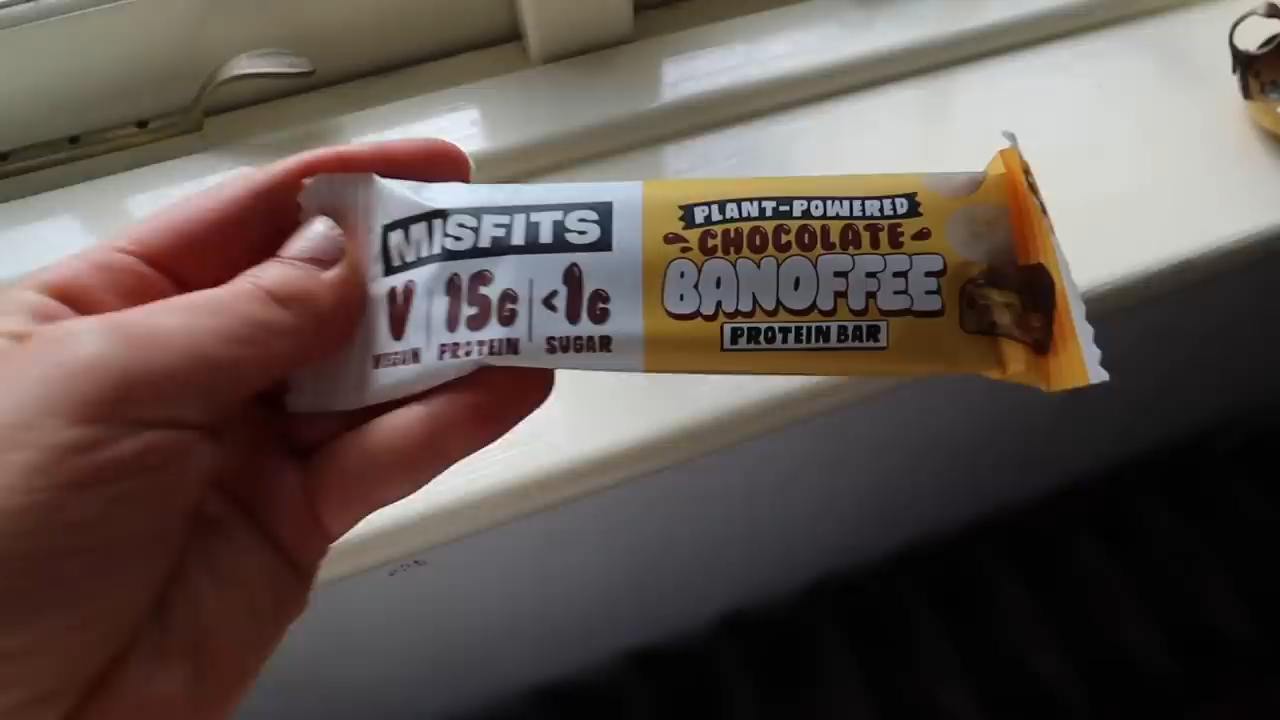 MISFITS
V 15G <1G
VEGAN PROTEIN SUGAR
PLANT-POWERED
CHOCOLATE
BANOFFEE
PROTEIN BAR